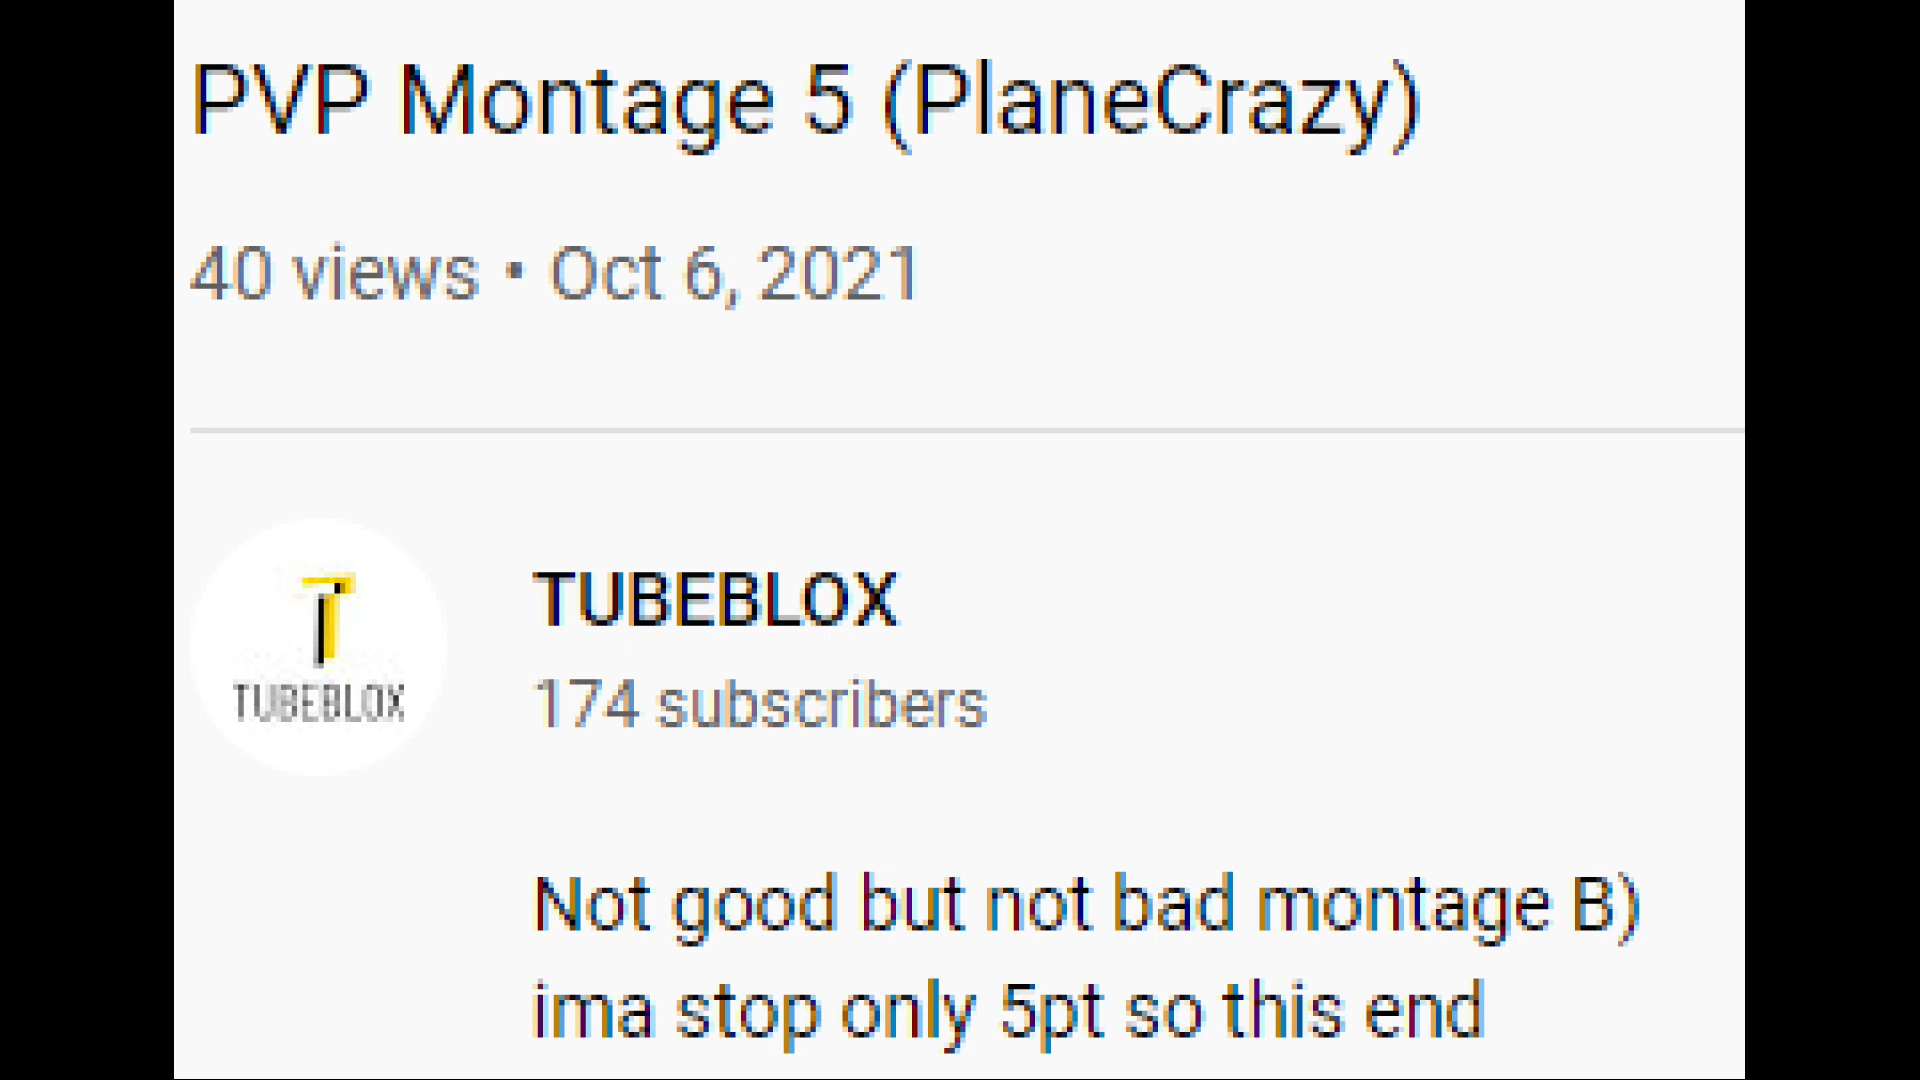 PVP Montage 5 (PlaneCrazy)
40 views • Oct 6, 2021
TUBEBLOX
174 subscribers
T
TUBEBLOX
Not good but not bad montage B)
ima stop only 5pt so this end